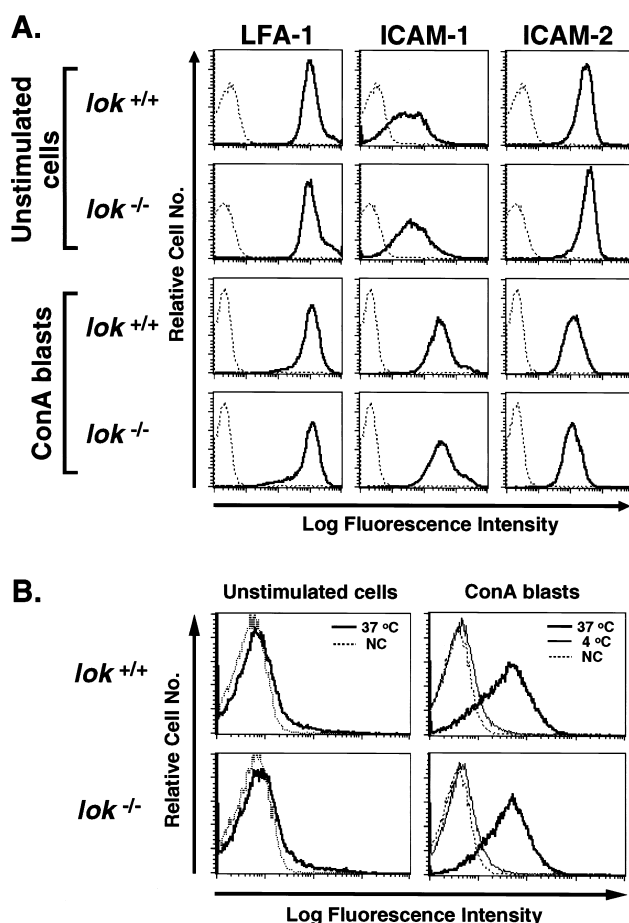 A.
LFA-1 ICAM-1 ICAM-2
Unstimulated cells
lok +/+
lok -/-
ConA blasts
lok +/+
lok -/-
Relative Cell No.
Log Fluorescence Intensity
B.
Unstimulated cells ConA blasts
37 °C
NC
37 °C
4 °C
NC
lok +/+
lok -/-
Relative Cell No.
Log Fluorescence Intensity